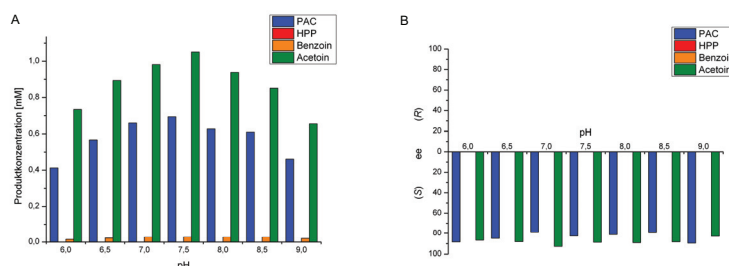 A
PAC
HPP
Benzoin
Acetoin
Produktkonzentration [mM]
1,0
0,8
0,6
0,4
0,2
0,0
6,0 6,5 7,0 7,5 8,0 8,5 9,0
pH
B
PAC
HPP
Benzoin
Acetoin
(S) ee (R)
100
80
60
40
20
0
20
40
60
80
100
pH
6,0 6,5 7,0 7,5 8,0 8,5 9,0